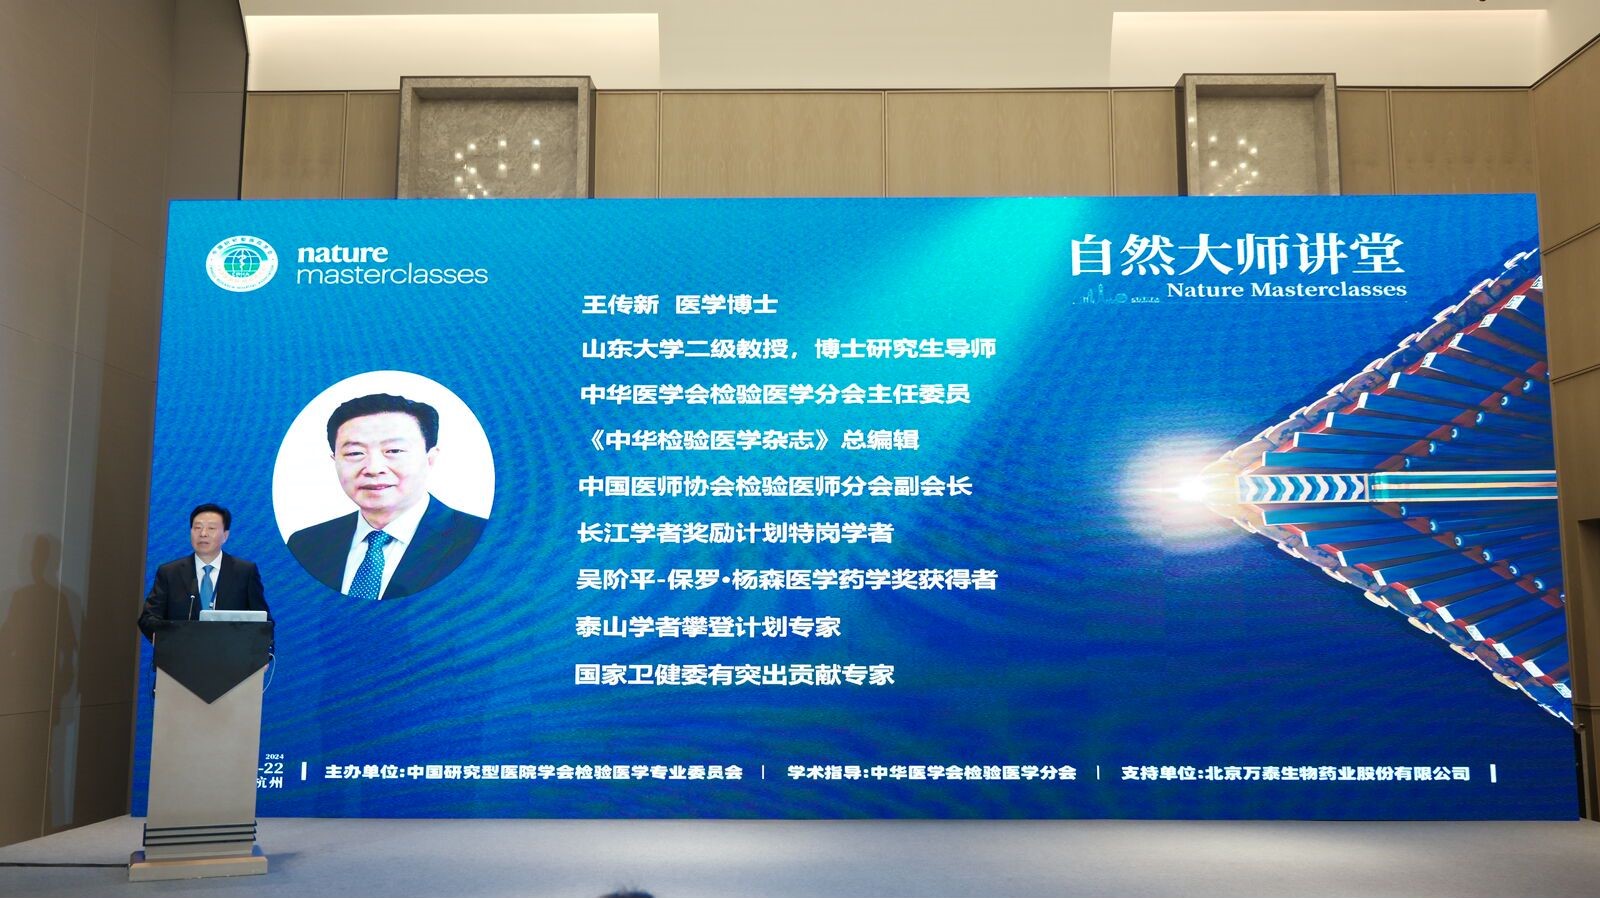 nature
masterclasses
自然大师讲堂
Nature Masterclasses
王传新 医学博士
山东大学二级教授，博士研究生导师
中华医学会检验医学分会主任委员
《中华检验医学杂志》总编辑
中国医师协会检验医师分会副会长
长江学者奖励计划特岗学者
吴阶平-保罗·杨森医学药学奖获得者
泰山学者攀登计划专家
国家卫健委有突出贡献专家
2024
-22
杭州
主办单位:中国研究型医院学会检验医学专业委员会 | 学术指导:中华医学会检验医学分会 | 支持单位:北京万泰生物药业股份有限公司